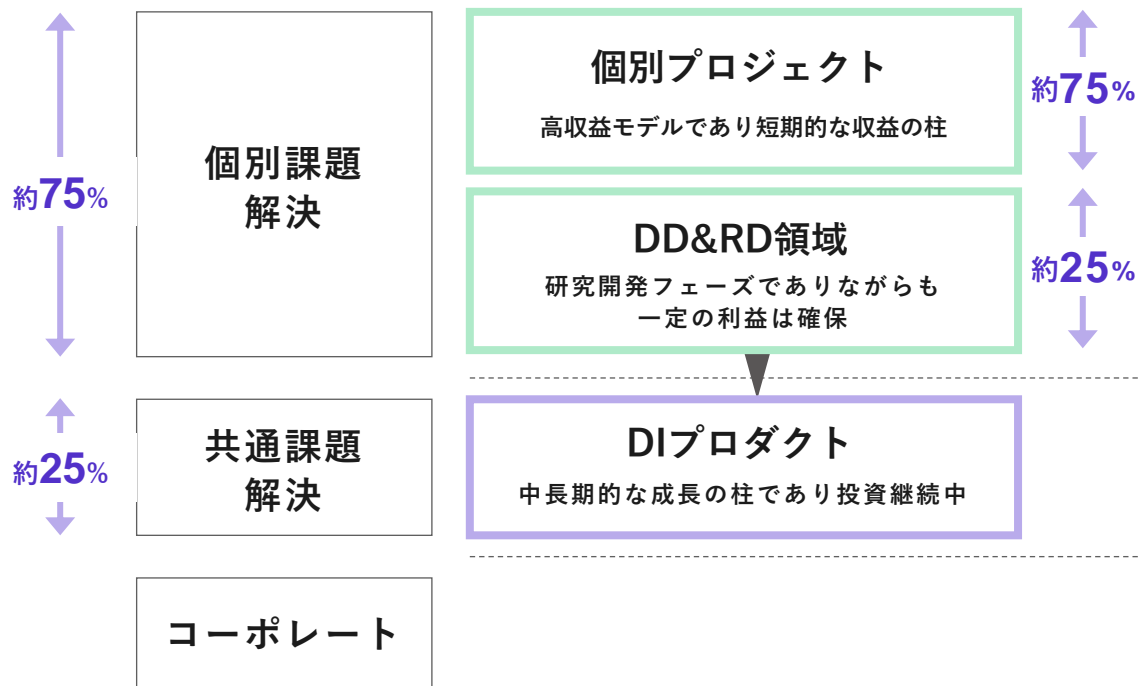 約75%
個別課題
解決
個別プロジェクト
高収益モデルであり短期的な収益の柱
約75%
DD&RD領域
研究開発フェーズでありながらも
一定の利益は確保
約25%
約25%
共通課題
解決
DIプロダクト
中長期的な成長の柱であり投資継続中
コーポレート